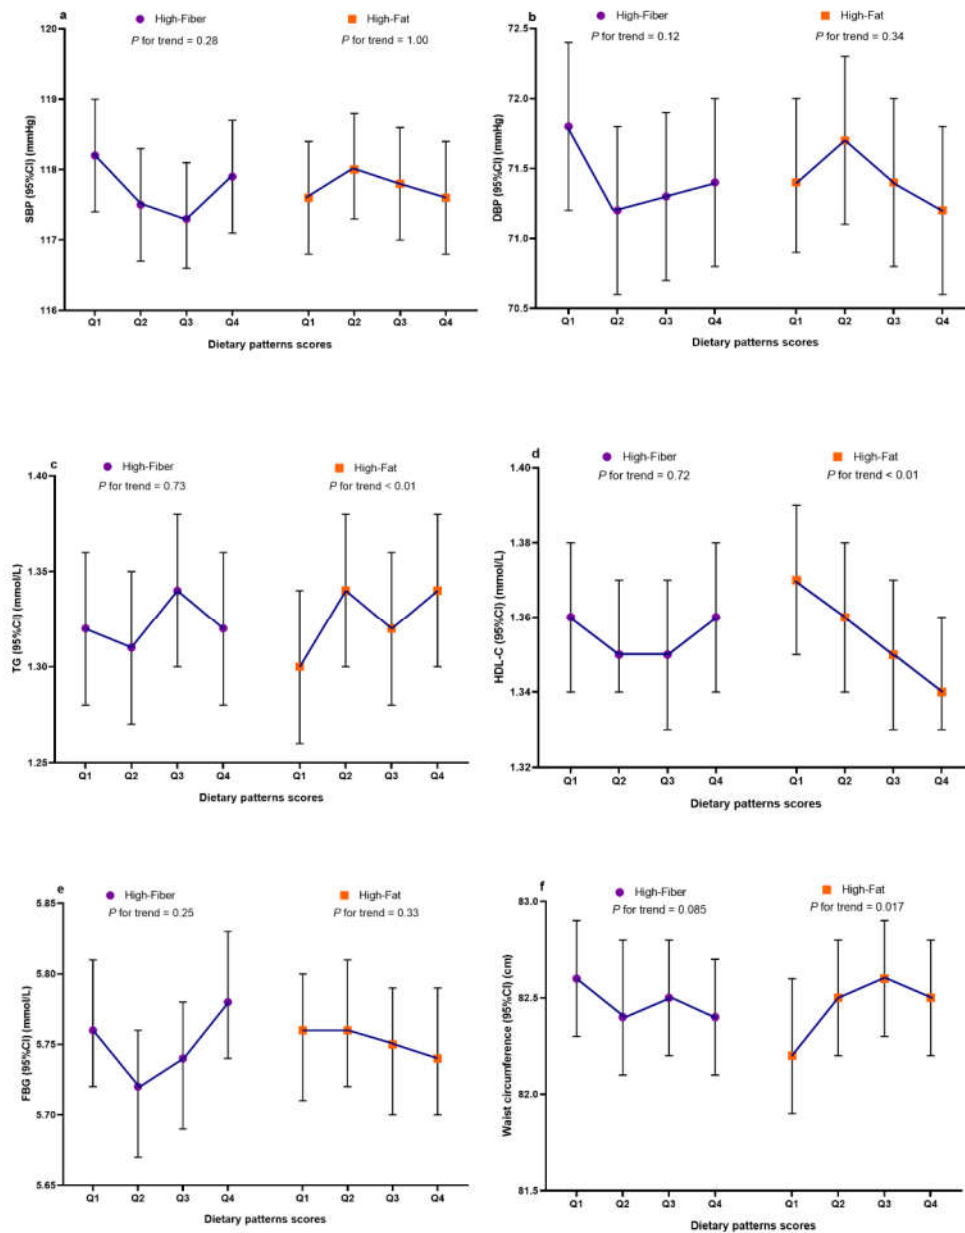 a High-Fiber High-Fat
P for trend = 0.28 P for trend = 1.00
120
119
118
117
116
SBP (95%CI) (mmHg)
Q1 Q2 Q3 Q4 Q1 Q2 Q3 Q4
Dietary patterns scores
b High-Fiber High-Fat
P for trend = 0.12 P for trend = 0.34
72.5
72.0
71.5
71.0
70.5
DBP (95%CI) (mmHg)
Q1 Q2 Q3 Q4 Q1 Q2 Q3 Q4
Dietary patterns scores
c High-Fiber High-Fat
P for trend = 0.73 P for trend < 0.01
1.40
1.35
1.30
1.25
TG (95%CI) (mmol/L)
Q1 Q2 Q3 Q4 Q1 Q2 Q3 Q4
Dietary patterns scores
d High-Fiber High-Fat
P for trend = 0.72 P for trend < 0.01
1.40
1.38
1.36
1.34
1.32
HDL-C (95%CI) (mmol/L)
Q1 Q2 Q3 Q4 Q1 Q2 Q3 Q4
Dietary patterns scores
e High-Fiber High-Fat
P for trend = 0.25 P for trend = 0.33
5.85
5.80
5.75
5.70
5.65
FBG (95%CI) (mmol/L)
Q1 Q2 Q3 Q4 Q1 Q2 Q3 Q4
Dietary patterns scores
f High-Fiber High-Fat
P for trend = 0.085 P for trend = 0.017
83.0
82.5
82.0
81.5
Waist circumference (95%CI) (cm)
Q1 Q2 Q3 Q4 Q1 Q2 Q3 Q4
Dietary patterns scores